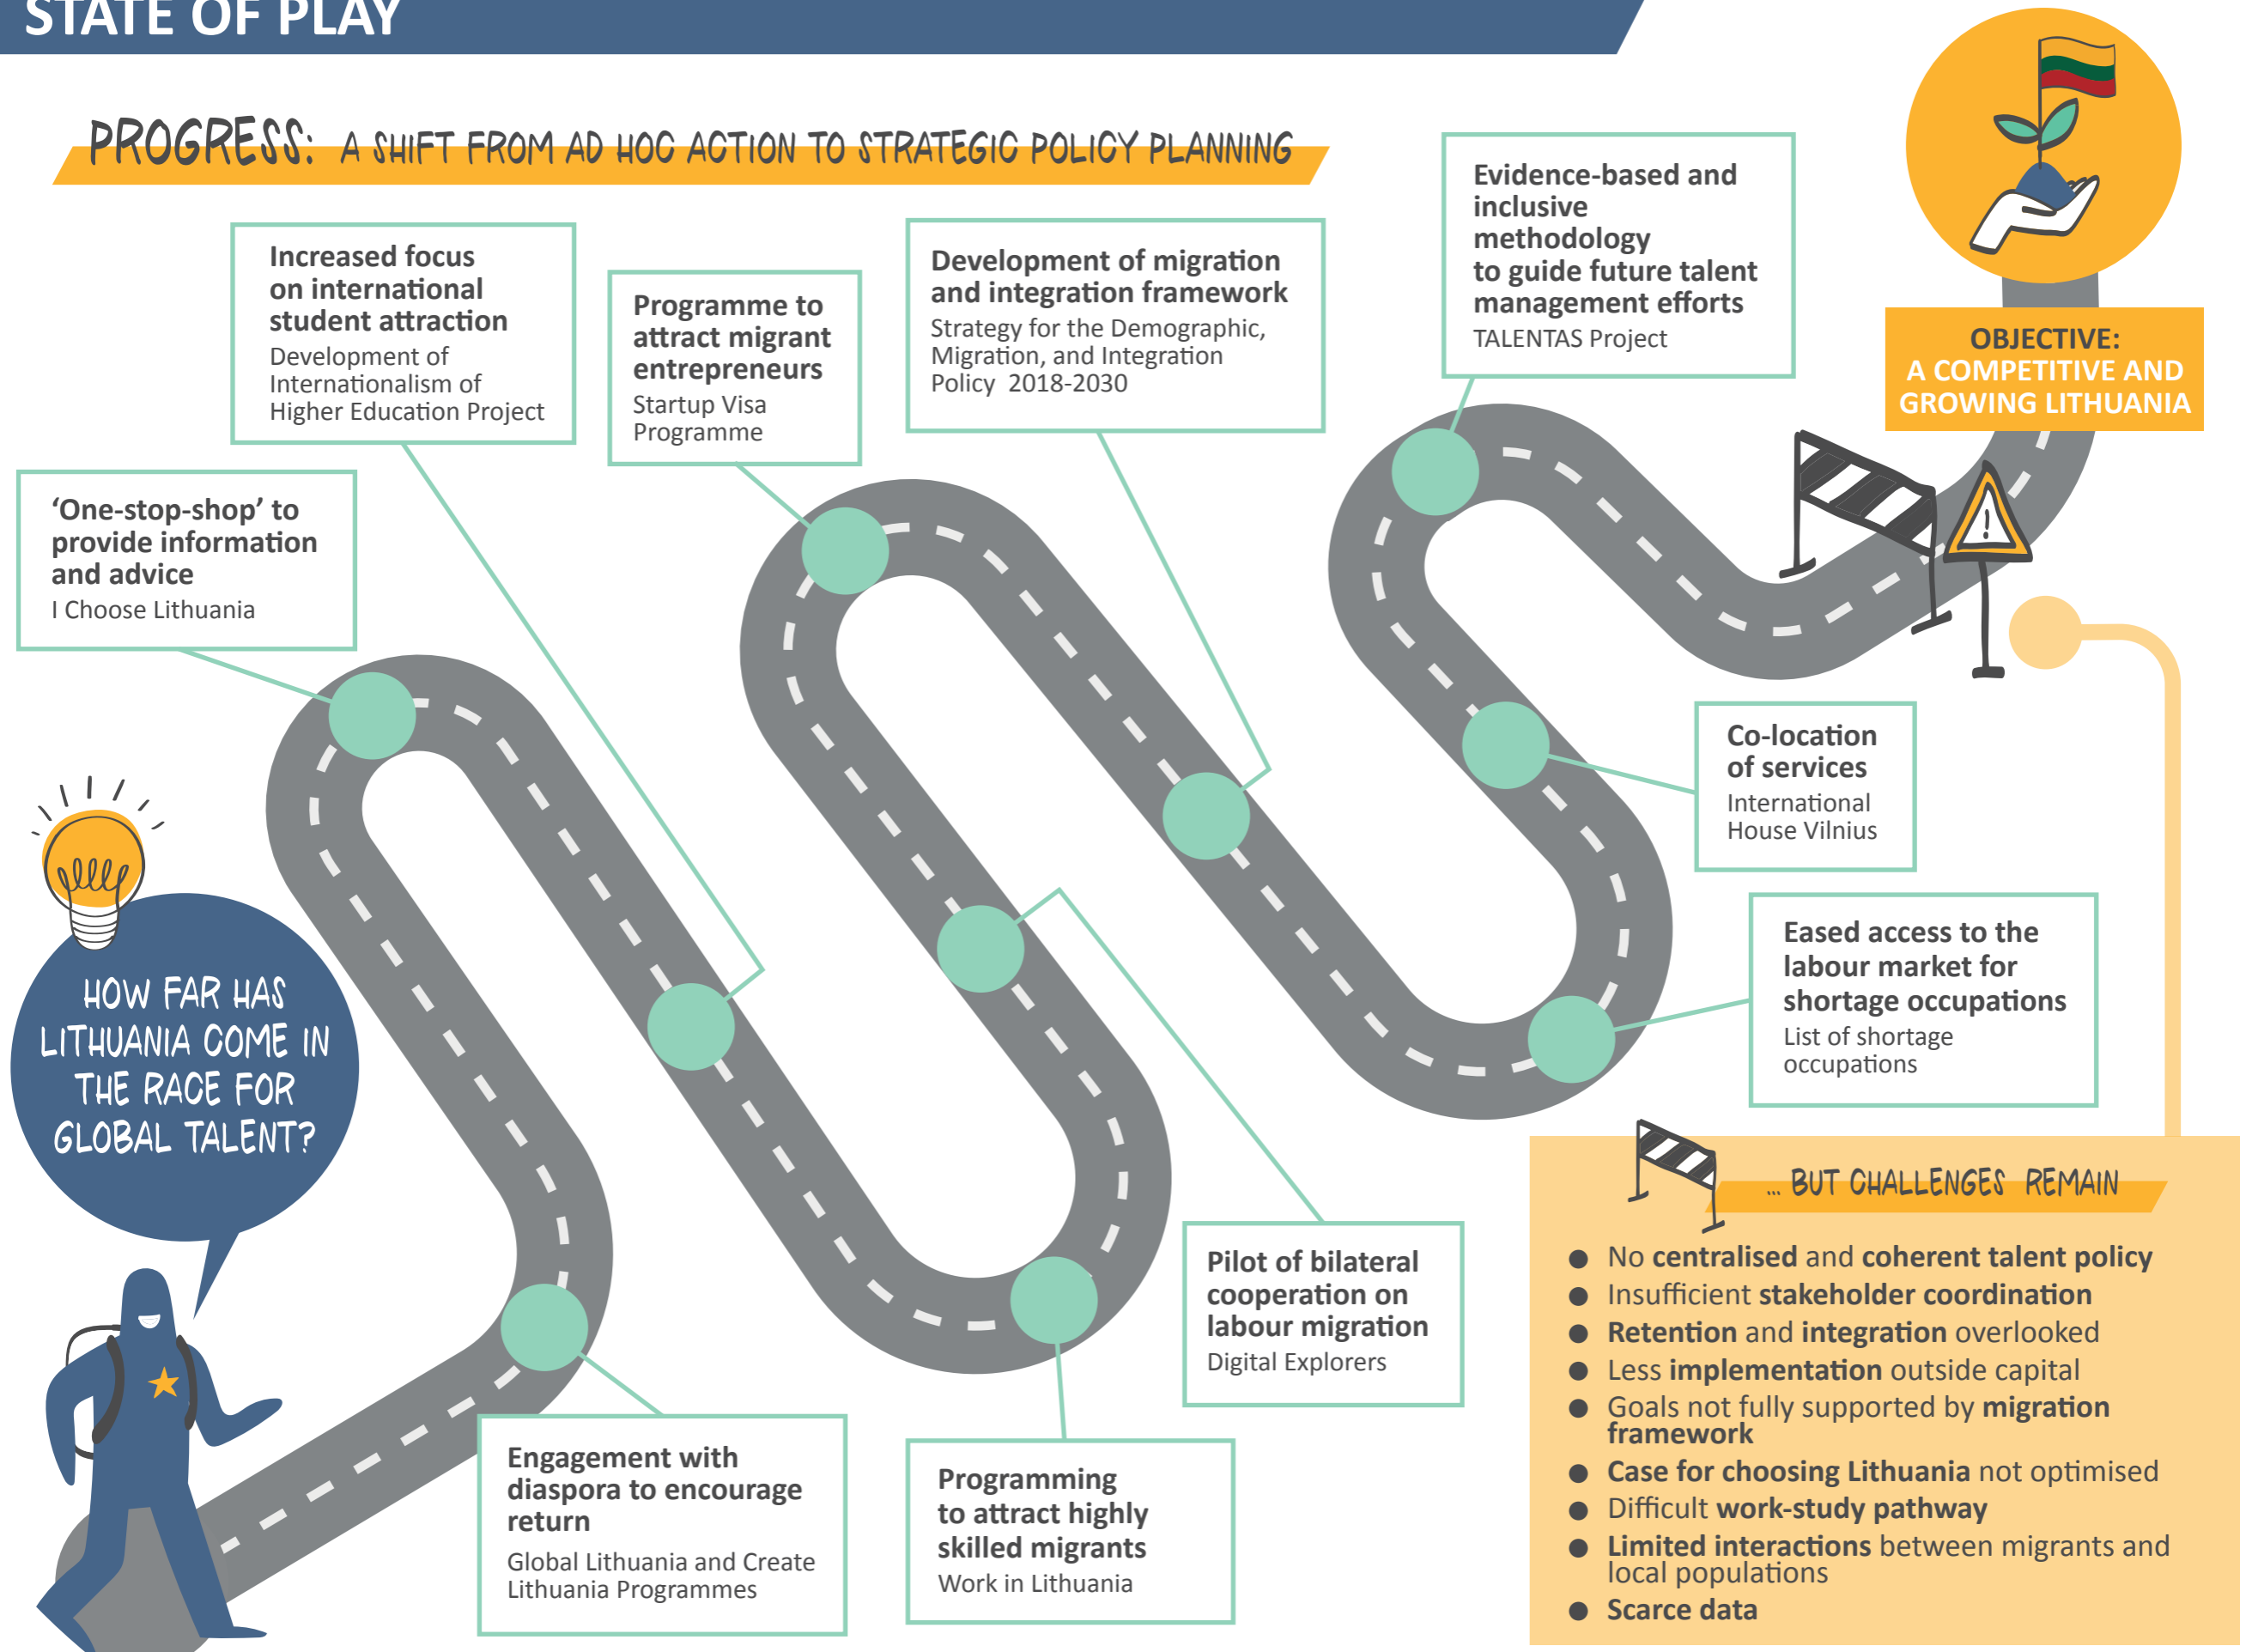 STATE OF PLAY
PROGRESS: A SHIFT FROM AD HOC ACTION TO STRATEGIC POLICY PLANNING
HOW FAR HAS
LITHUANIA COME IN
THE RACE FOR
GLOBAL TALENT?
Engagement with
diaspora to encourage
return
Global Lithuania and Create
Lithuania Programmes
‘One-stop-shop’ to
provide information
and advice
I Choose Lithuania
Increased focus
on international
student attraction
Development of
Internationalism of
Higher Education Project
Programming
to attract highly
skilled migrants
Work in Lithuania
Pilot of bilateral
cooperation on
labour migration
Digital Explorers
Programme to
attract migrant
entrepreneurs
Startup Visa
Programme
Development of migration
and integration framework
Strategy for the Demographic,
Migration, and Integration
Policy 2018-2030
Eased access to the
labour market for
shortage occupations
List of shortage
occupations
Co-location
of services
International
House Vilnius
Evidence-based and
inclusive
methodology
to guide future talent
management efforts
TALENTAS Project
OBJECTIVE:
A COMPETITIVE AND
GROWING LITHUANIA
... BUT CHALLENGES REMAIN
● No centralised and coherent talent policy
● Insufficient stakeholder coordination
● Retention and integration overlooked
● Less implementation outside capital
● Goals not fully supported by migration
framework
● Case for choosing Lithuania not optimised
● Difficult work-study pathway
● Limited interactions between migrants and
local populations
● Scarce data